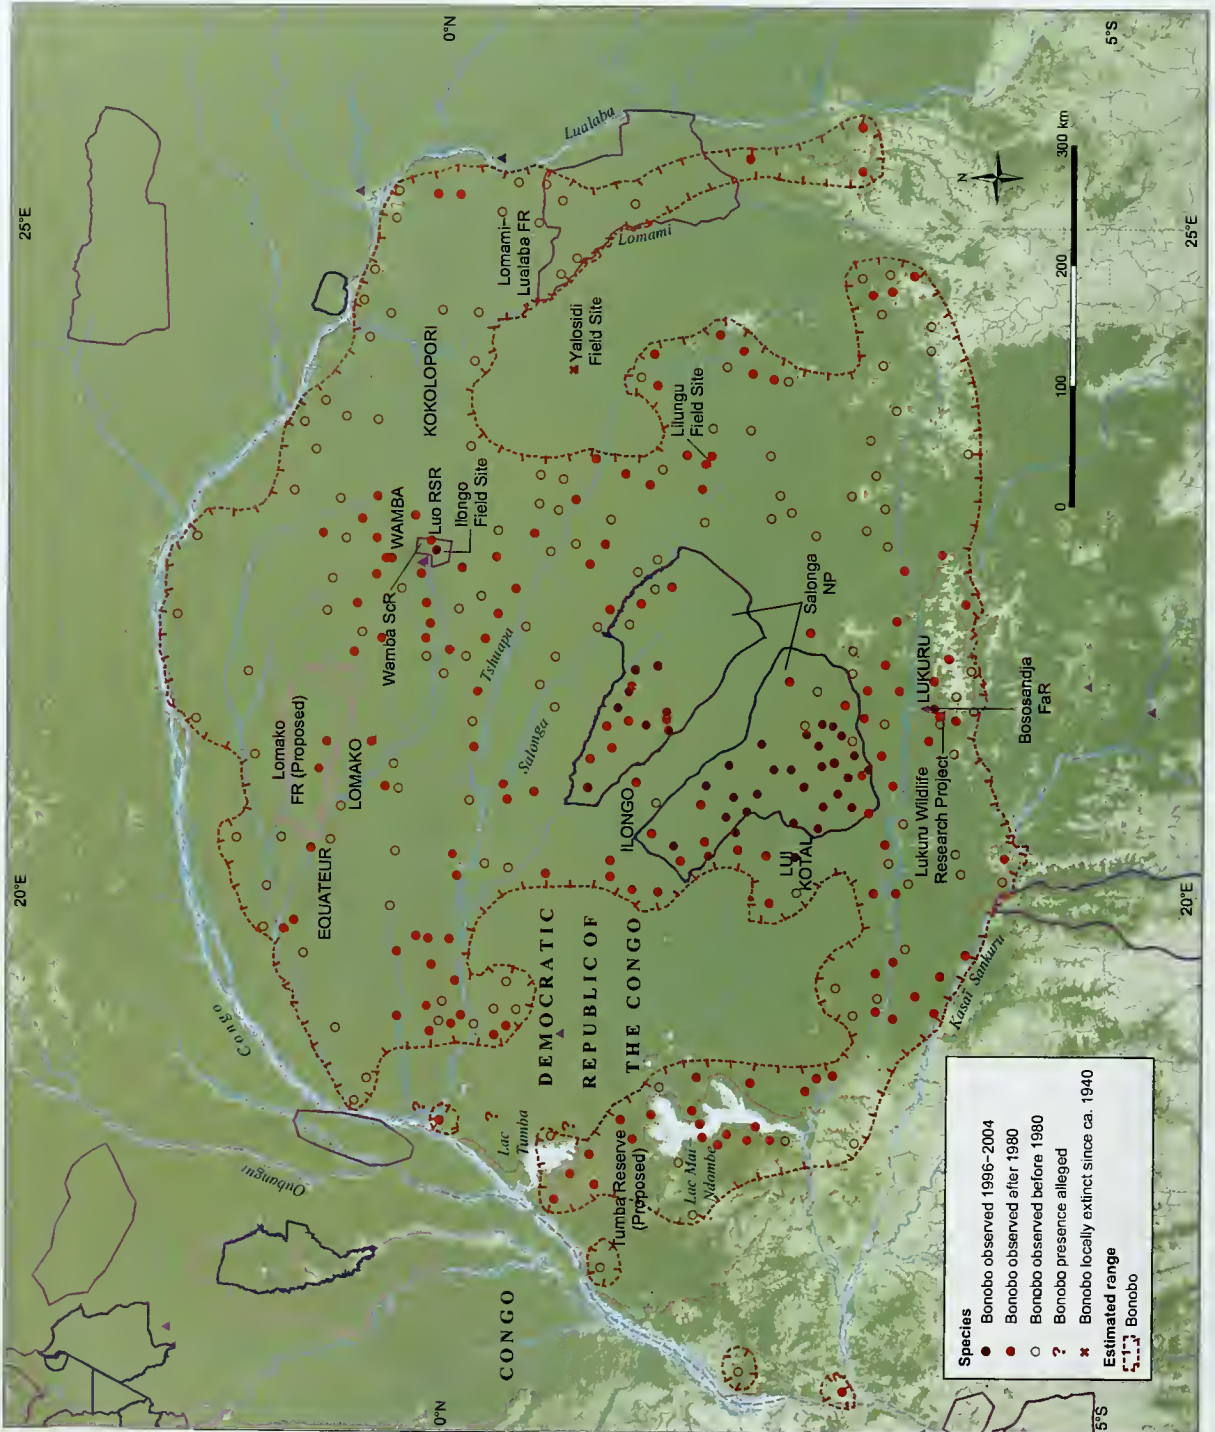 20°E
25°E
0°N
0°N
5°S
5°S
20°E
25°E
Congo
Oubangui
CONGO
DEMOCRATIC
REPUBLIC OF
THE CONGO
EQUATEUR
Lomako
FR (Proposed)
LOMAKO
Wamba ScR
WAMBA
Luo RSR
Ilongo
Field Site
KOKOLOPORI
Lomami–
Lualaba FR
Lualaba
Lomami
Yalosidi
Field Site
Lilungu
Field Site
Tshuapa
Salonga
Salonga
NP
ILONGO
LUI
KOTAL
Lac
Tumba
Tumba Reserve
(Proposed)
Lac Mai-
Ndombe
?
?
?
LUKURU
Lukuru Wildlife
Research Project
Bososandja
FaR
Kasaï Sankuru
N
0 100 200 300 km
Species
Bonobo observed 1996–2004
Bonobo observed after 1980
Bonobo observed before 1980
? Bonobo presence alleged
x Bonobo locally extinct since ca. 1940
Estimated range
Bonobo